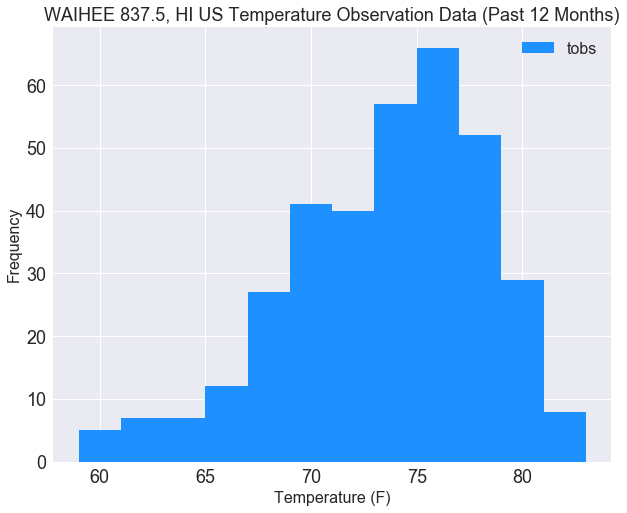 WAIHEE 837.5, HI US Temperature Observation Data (Past 12 Months)
tobs
Frequency
60
50
40
30
20
10
0
60 65 70 75 80
Temperature (F)